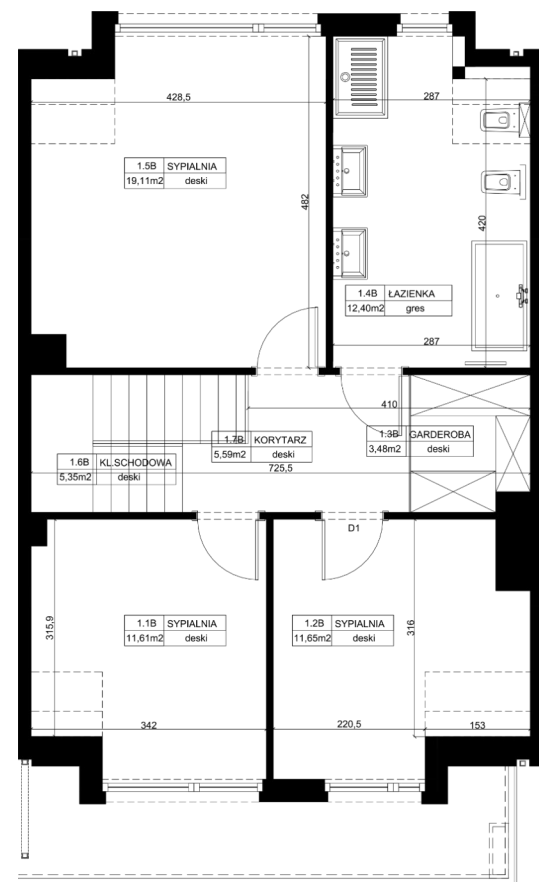 428,5
287
1.5B SYPIALNIA
19,11m2 deski
482
420
1.4B ŁAZIENKA
12,40m2 gres
287
410
1.7B KORYTARZ
5,59m2 deski
1.3B GARDEROBA
3,48m2 deski
1.6B KL.SCHODOWA
5,35m2 deski
725,5
D1
315,9
1.1B SYPIALNIA
11,61m2 deski
1.2B SYPIALNIA
11,65m2 deski
316
342
220,5
153